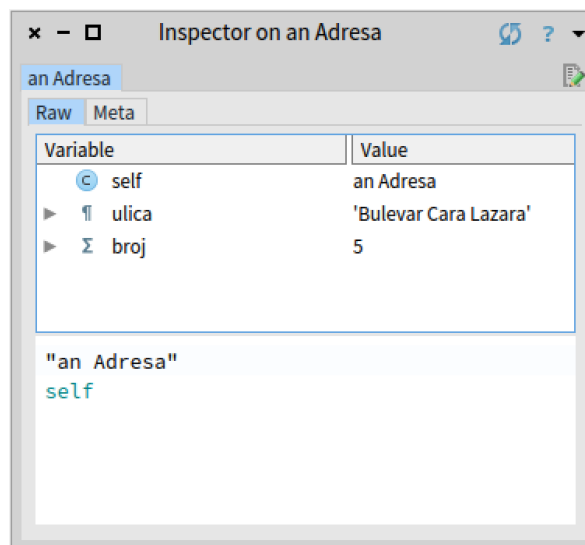 Inspector on an Adresa ?
an Adresa
Raw Meta
Variable Value
C self an Adresa
¶ ulica 'Bulevar Cara Lazara'
Σ broj 5
"an Adresa"
self